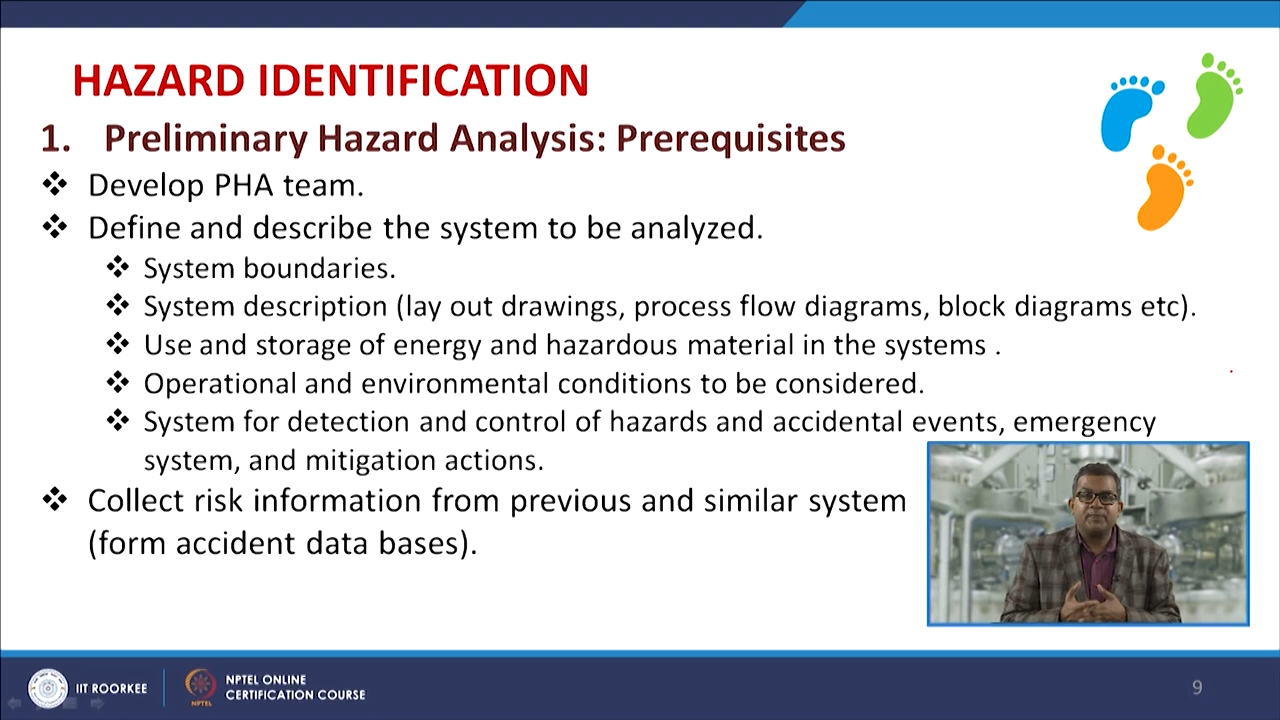 HAZARD IDENTIFICATION
1. Preliminary Hazard Analysis: Prerequisites
❖ Develop PHA team.
❖ Define and describe the system to be analyzed.
❖ System boundaries.
❖ System description (lay out drawings, process flow diagrams, block diagrams etc).
❖ Use and storage of energy and hazardous material in the systems .
❖ Operational and environmental conditions to be considered.
❖ System for detection and control of hazards and accidental events, emergency
system, and mitigation actions.
❖ Collect risk information from previous and similar system
(form accident data bases).
IIT ROORKEE
NPTEL
NPTEL ONLINE
CERTIFICATION COURSE
9